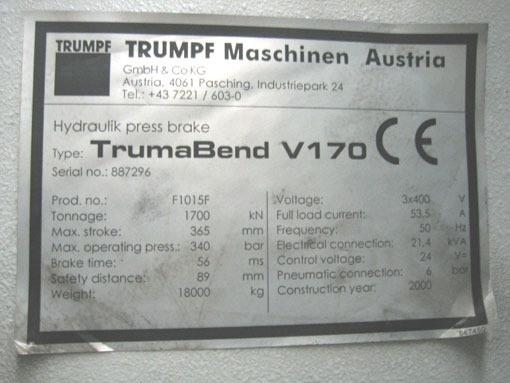 TRUMPF
TRUMPF Maschinen Austria
GmbH & Co KG
Austria, 4061 Pasching, Industriepark 24
Tel.: +43 7221 / 603-0
Hydraulik press brake
Type: TrumaBend V170 CE
Serial no.: 887296
Prod. no.: F1015F
Tonnage: 1700 kN
Max. stroke: 365 mm
Max. operating press.: 340 bar
Brake time: 56 ms
Safety distance: 89 mm
Weight: 18000 kg
Voltage: 3x400 V
Full load current: 53,5 A
Frequency: 50 Hz
Electrical connection: 21,4 kVA
Control voltage: 24 V=
Pneumatic connection: 6 bar
Construction year: 2000